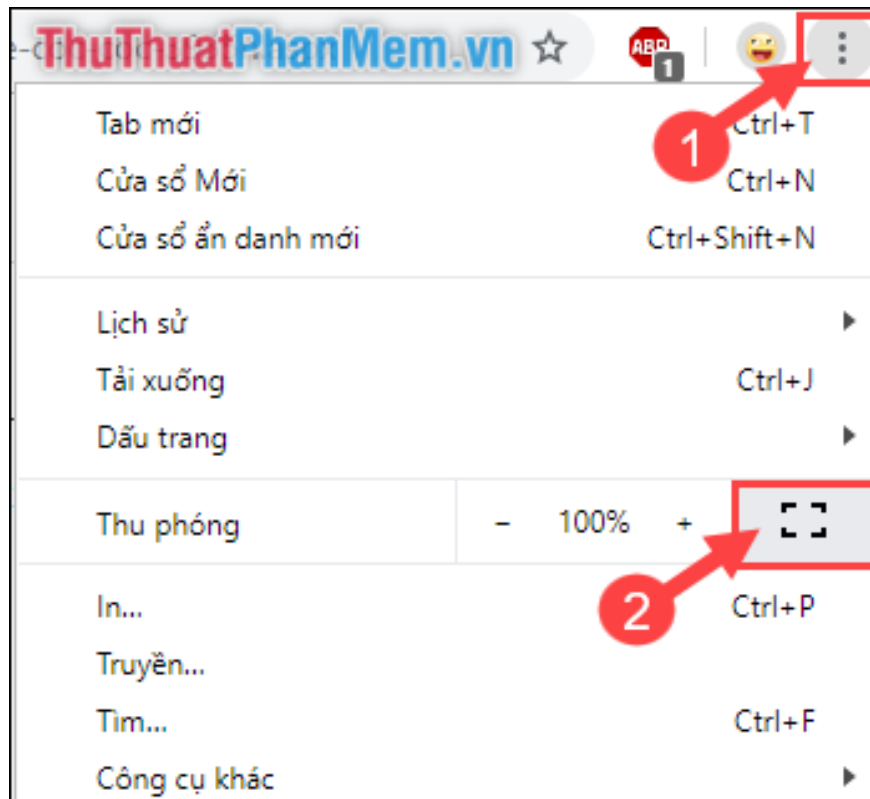 ThuThuatPhanMem.vn
ABP
1
1
Tab mới Ctrl+T
Cửa sổ Mới Ctrl+N
Cửa sổ ẩn danh mới Ctrl+Shift+N
Lịch sử
Tải xuống Ctrl+J
Dấu trang
Thu phóng - 100% +
2
In... Ctrl+P
Truyền...
Tìm... Ctrl+F
Công cụ khác